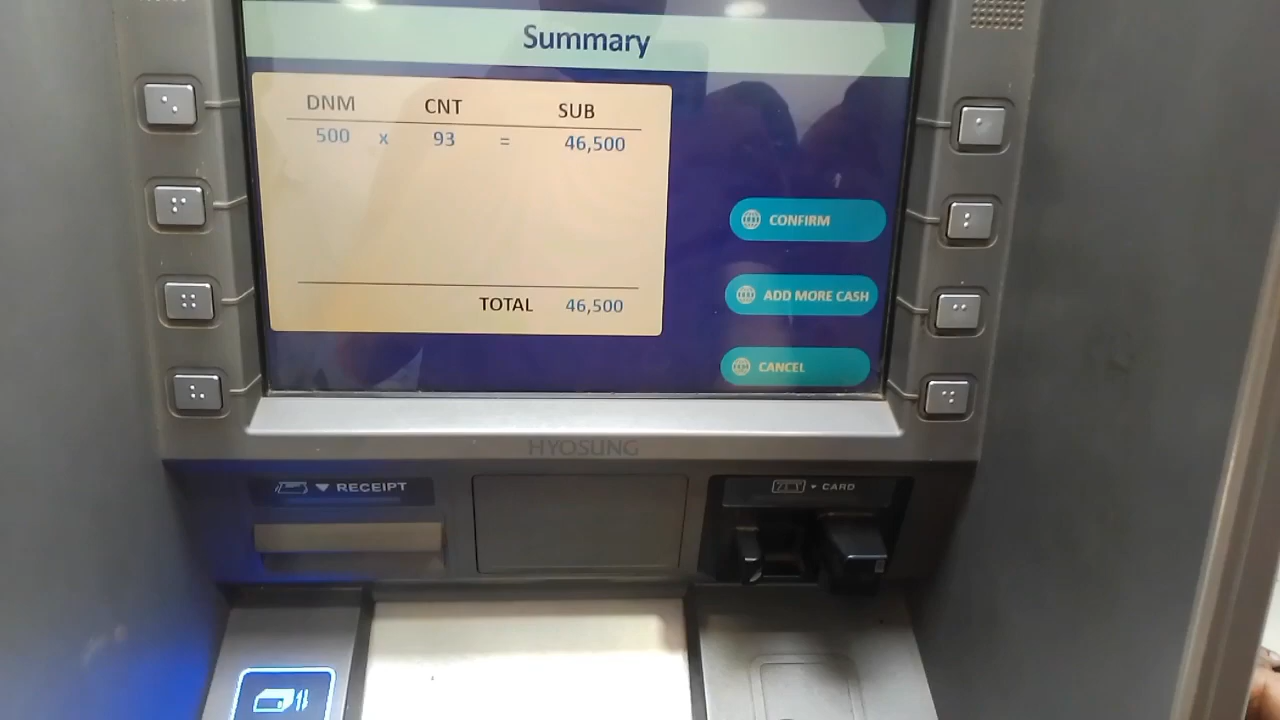 Summary
DNM CNT SUB
500 x 93 = 46,500
TOTAL 46,500
CONFIRM
ADD MORE CASH
CANCEL
HYOSUNG
RECEIPT
CARD